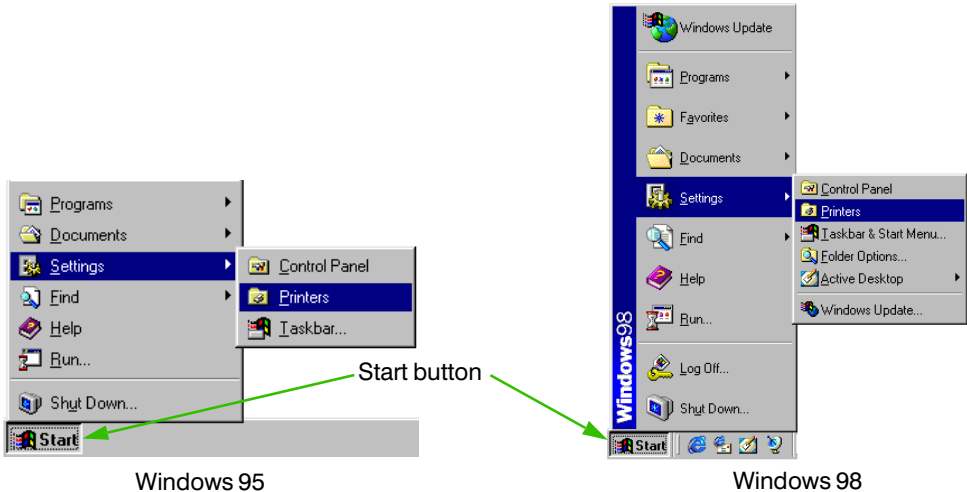 Programs
Documents
Settings
Find
Help
Run...
Shut Down...
Start
Control Panel
Printers
Taskbar...
Windows 95
Start button
Windows Update
Programs
Favorites
Documents
Settings
Find
Help
Run...
Log Off...
Shut Down...
Windows98
Start
Control Panel
Printers
Taskbar & Start Menu...
Folder Options...
Active Desktop
Windows Update...
Windows 98